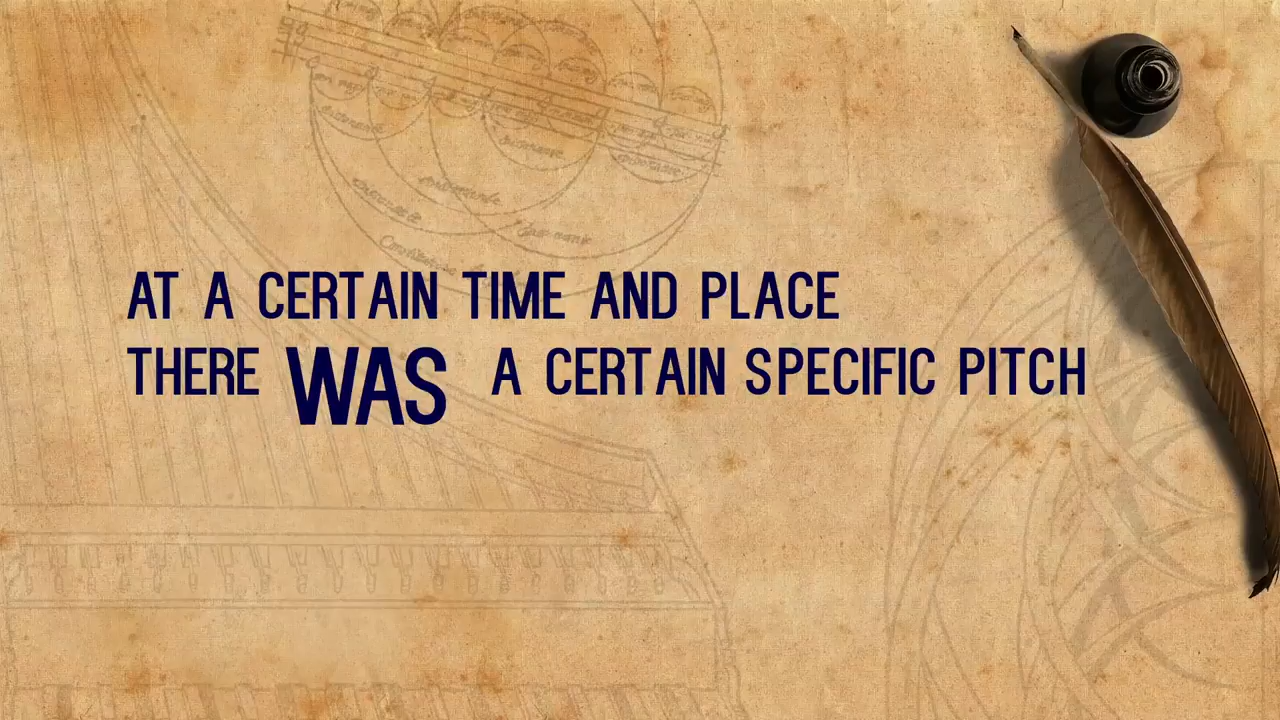 AT A CERTAIN TIME AND PLACE
THERE WAS A CERTAIN SPECIFIC PITCH